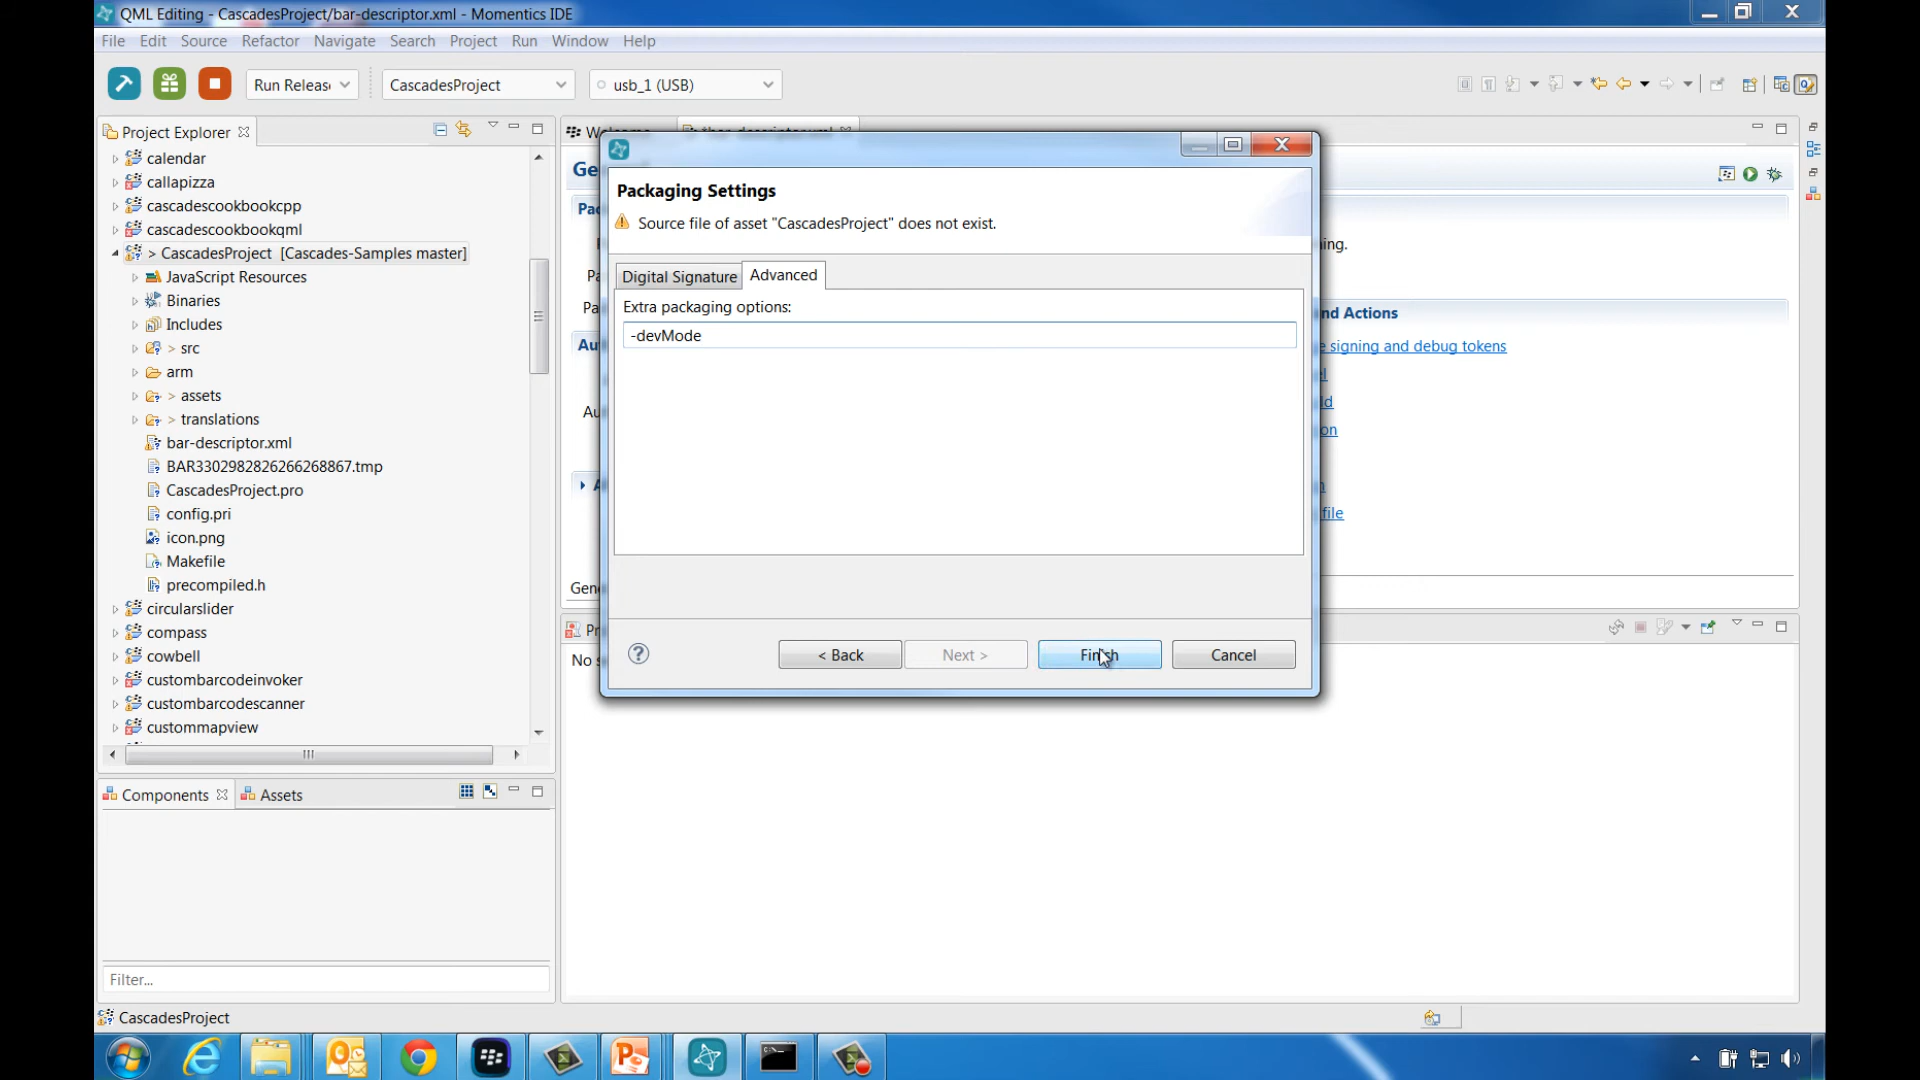 QML Editing - CascadesProject/bar-descriptor.xml - Momentics IDE
File Edit Source Refactor Navigate Search Project Run Window Help
Run Releas
CascadesProject
usb_1 (USB)
Project Explorer
calendar
callapizza
cascadescookbookcpp
cascadescookbookqml
> CascadesProject [Cascades-Samples master]
JavaScript Resources
Binaries
Includes
> src
arm
> assets
> translations
bar-descriptor.xml
BAR3302982826266268867.tmp
CascadesProject.pro
config.pri
icon.png
Makefile
precompiled.h
circularslider
compass
cowbell
custombarcodeinvoker
custombarcodescanner
custommapview
Components
Assets
Filter...
CascadesProject
Packaging Settings
Source file of asset "CascadesProject" does not exist.
Digital Signature
Advanced
Extra packaging options:
-devMode
< Back
Next >
Finish
Cancel
nd Actions
e signing and debug tokens
file